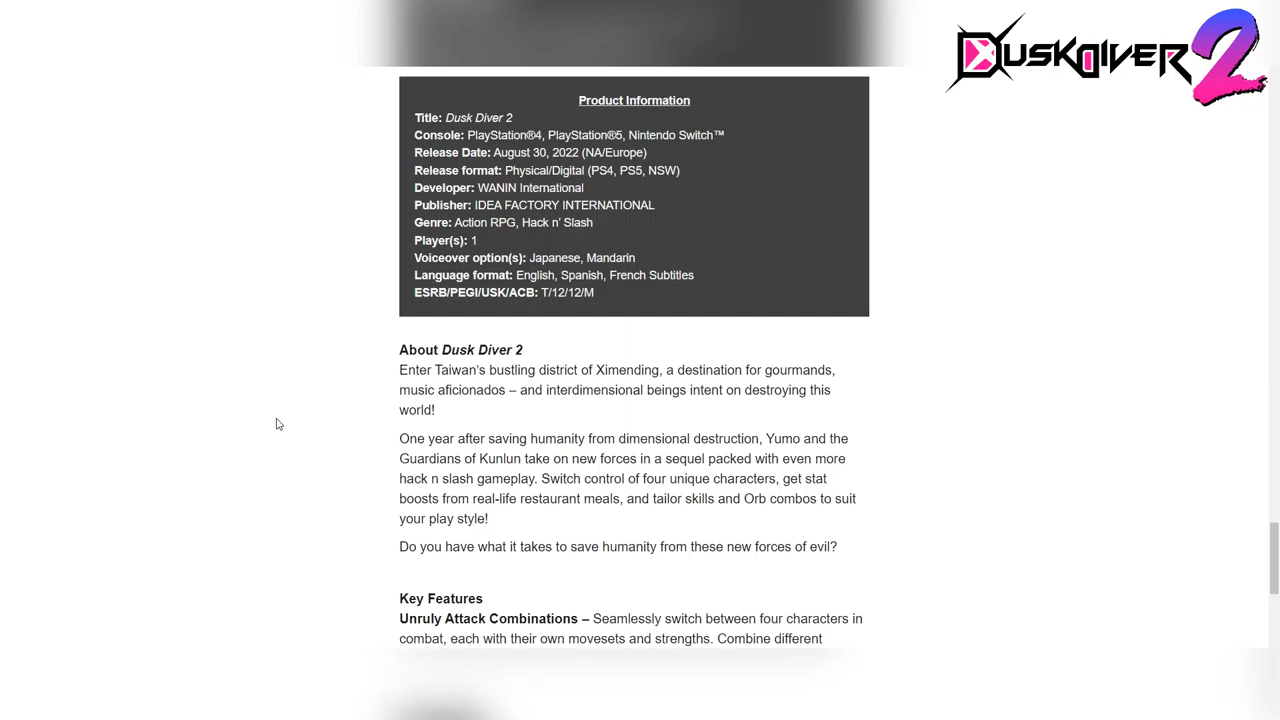 DUSKDIVER 2
Product Information
Title: Dusk Diver 2
Console: PlayStation®4, PlayStation®5, Nintendo Switch™
Release Date: August 30, 2022 (NA/Europe)
Release format: Physical/Digital (PS4, PS5, NSW)
Developer: WANIN International
Publisher: IDEA FACTORY INTERNATIONAL
Genre: Action RPG, Hack n’ Slash
Player(s): 1
Voiceover option(s): Japanese, Mandarin
Language format: English, Spanish, French Subtitles
ESRB/PEGI/USK/ACB: T/12/12/M
About Dusk Diver 2
Enter Taiwan’s bustling district of Ximending, a destination for gourmands,
music aficionados – and interdimensional beings intent on destroying this
world!
One year after saving humanity from dimensional destruction, Yumo and the
Guardians of Kunlun take on new forces in a sequel packed with even more
hack n slash gameplay. Switch control of four unique characters, get stat
boosts from real-life restaurant meals, and tailor skills and Orb combos to suit
your play style!
Do you have what it takes to save humanity from these new forces of evil?
Key Features
Unruly Attack Combinations – Seamlessly switch between four characters in
combat, each with their own movesets and strengths. Combine different